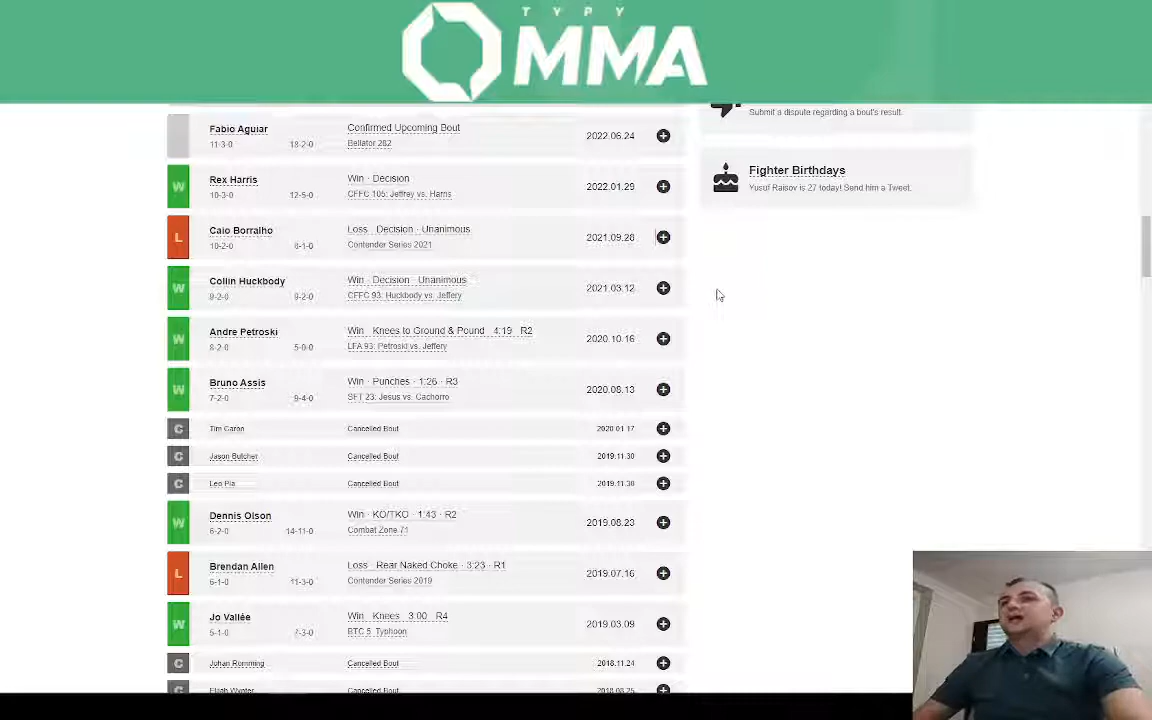 TYPY
MMA
Submit a dispute regarding a bout's result.
Fighter Birthdays
Yusuf Raisov is 27 today! Send him a Tweet.
Fabio Aguiar Confirmed Upcoming Bout 2022.06.24
11-3-0 18-2-0 Bellator 282
W Rex Harris Win · Decision 2022.01.29
10-3-0 12-5-0 CFFC 105: Jeffrey vs. Harris
L Caio Borralho Loss · Decision · Unanimous 2021.09.28
10-2-0 8-1-0 Contender Series 2021
W Collin Huckbody Win · Decision · Unanimous 2021.03.12
9-2-0 9-2-0 CFFC 93: Huckbody vs. Jeffery
W Andre Petroski Win · Knees to Ground & Pound · 4:19 · R2 2020.10.16
8-2-0 5-0-0 LFA 93: Petroski vs. Jeffery
W Bruno Assis Win · Punches · 1:26 · R3 2020.08.13
7-2-0 9-4-0 SFT 23: Jesus vs. Cachorro
C Tim Caron Cancelled Bout 2020.01.17
C Jason Butcher Cancelled Bout 2019.11.30
C Leo Pla Cancelled Bout 2019.11.30
W Dennis Olson Win · KO/TKO · 1:43 · R2 2019.08.23
6-2-0 14-11-0 Combat Zone 71
L Brendan Allen Loss · Rear Naked Choke · 3:23 · R1 2019.07.16
6-1-0 11-3-0 Contender Series 2019
W Jo Vallée Win · Knees · 3:00 · R4 2019.03.09
5-1-0 7-3-0 BTC 5: Typhoon
C Johan Romming Cancelled Bout 2018.11.24
C Elijah Wynter Cancelled Bout 2018.08.25